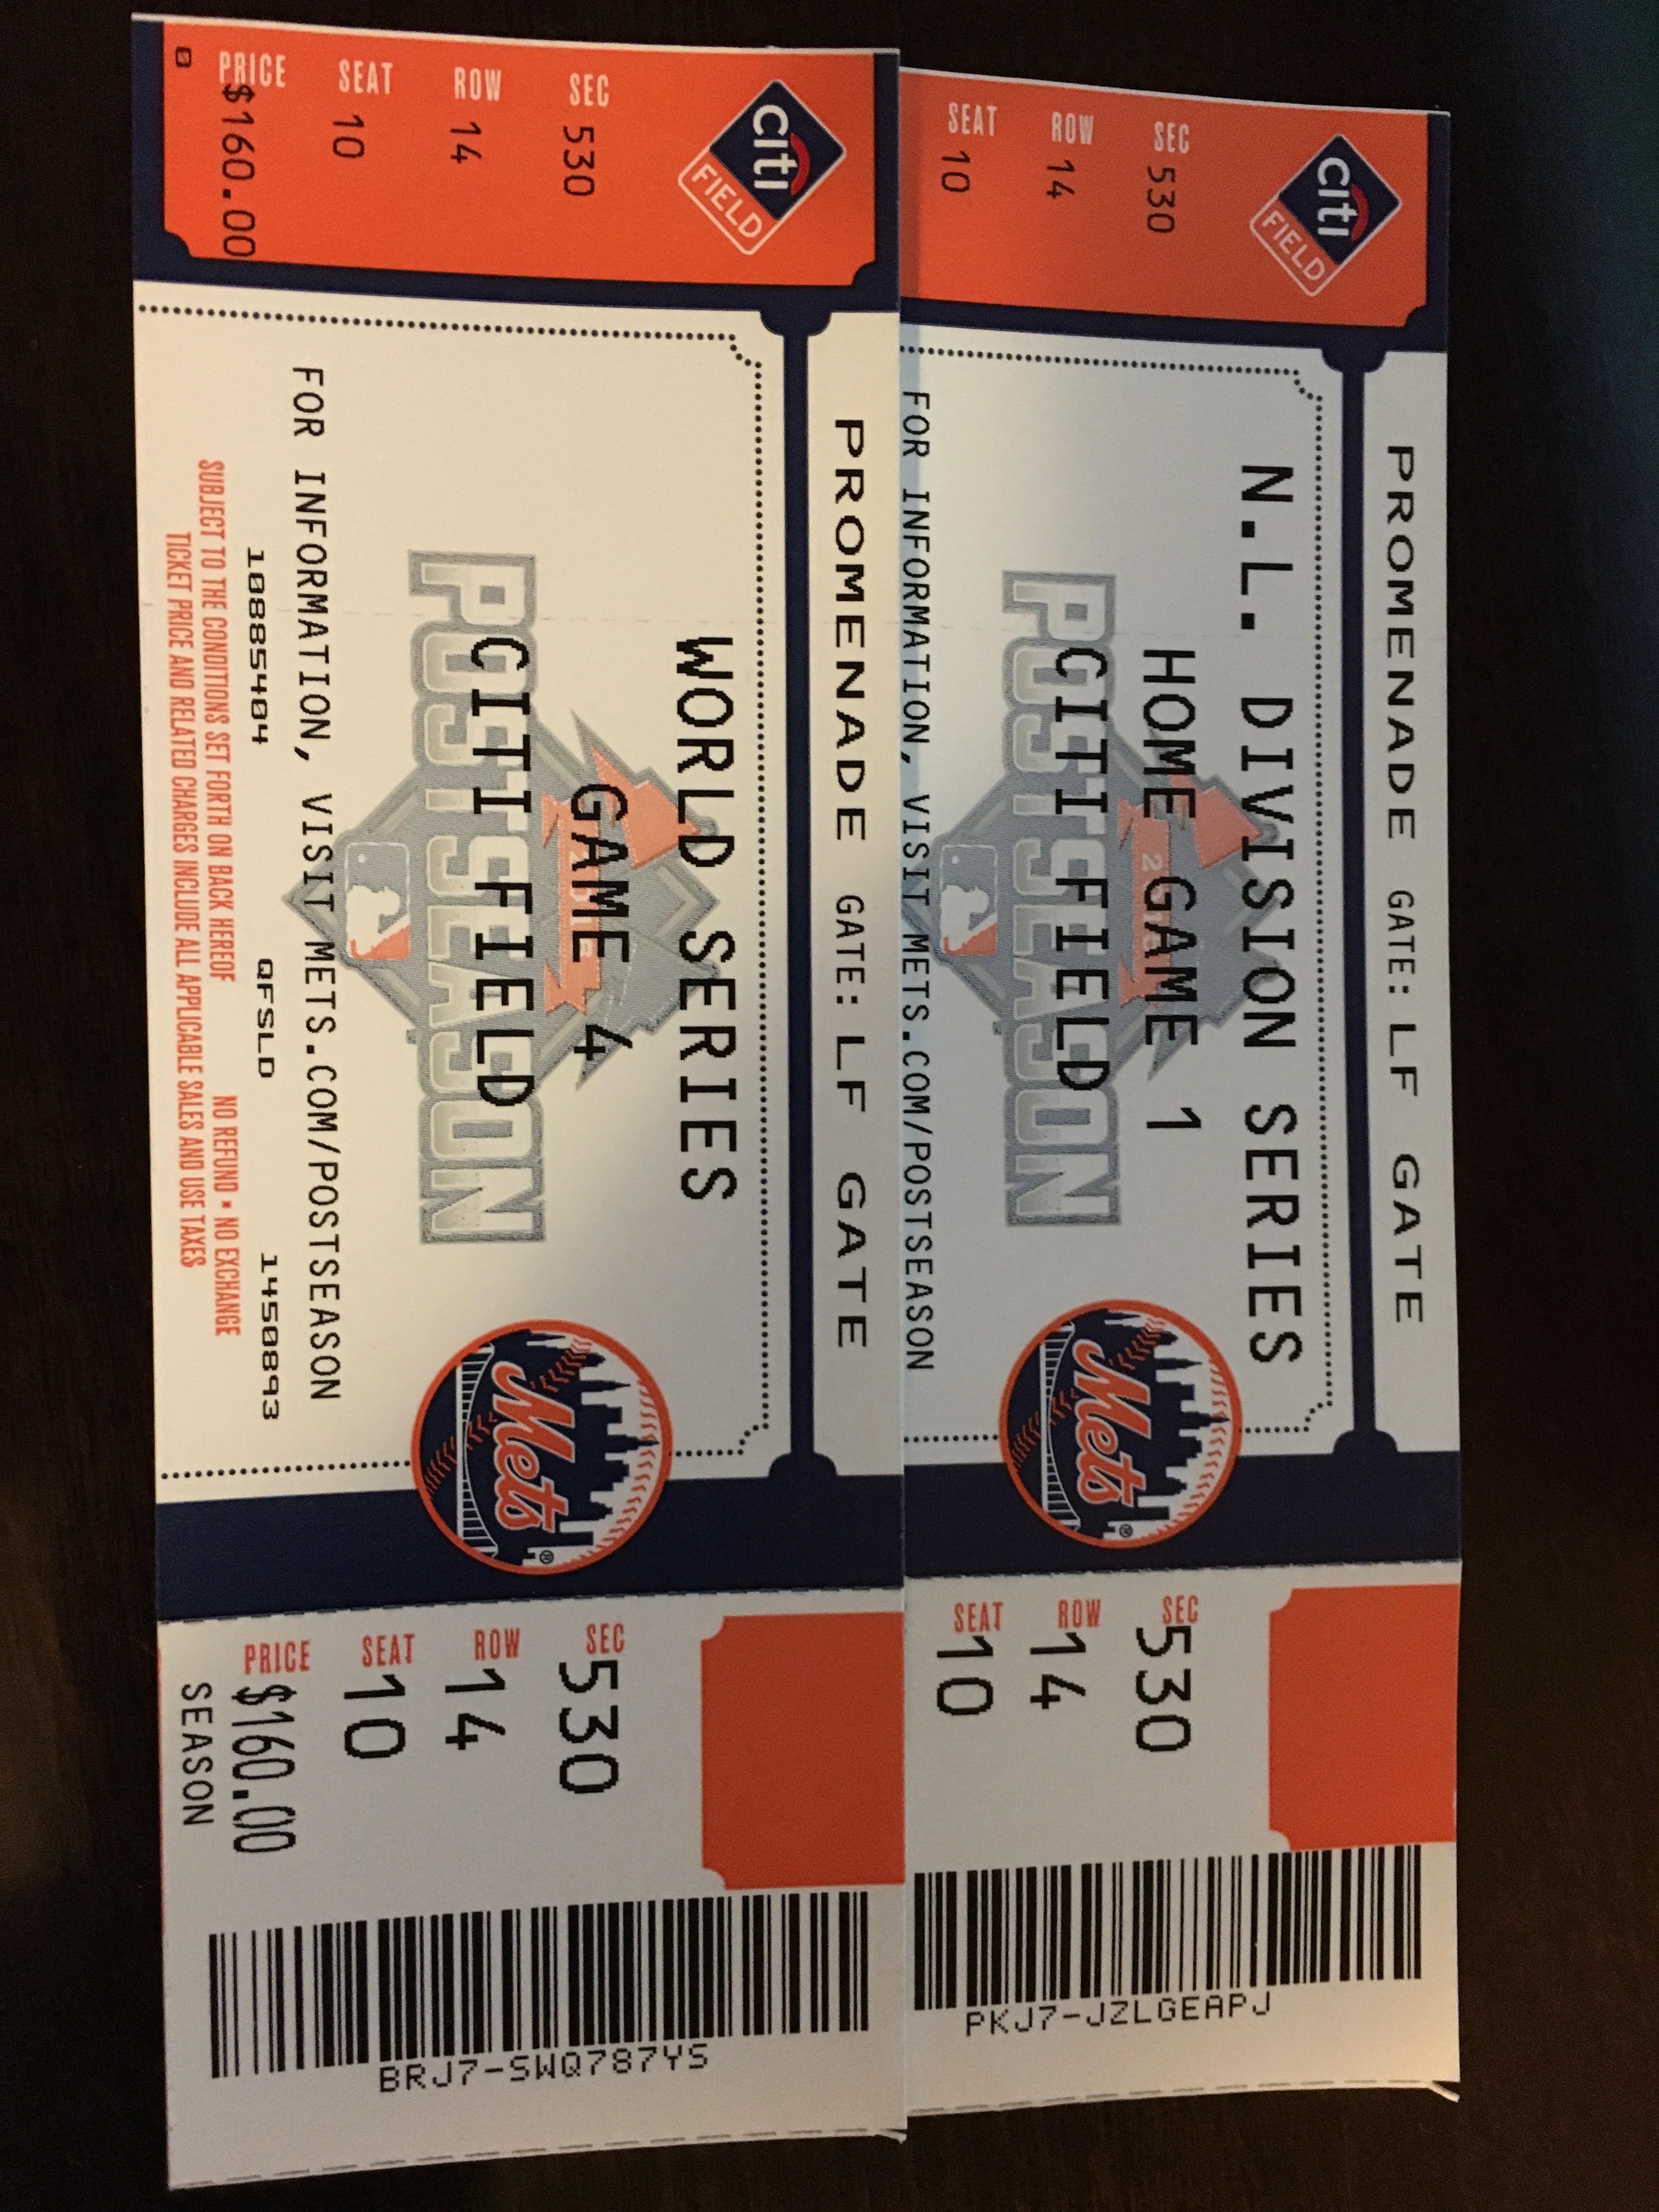 citi
FIELD
SEC 530
ROW 14
SEAT 10
PROMENADE GATE: LF GATE
N.L. DIVISION SERIES
HOME GAME 1
CITI FIELD
POSTSEASON
FOR INFORMATION, VISIT METS.COM/POSTSEASON
Mets
®
SEC 530
ROW 14
SEAT 10
PKJ7-JZLGEAPJ
citi
FIELD
SEC 530
ROW 14
SEAT 10
PRICE $160.00
0
PROMENADE GATE: LF GATE
WORLD SERIES
GAME 4
CITI FIELD
POSTSEASON
FOR INFORMATION, VISIT METS.COM/POSTSEASON
10885404 QFSLD 1450893
SUBJECT TO THE CONDITIONS SET FORTH ON BACK HEREOF NO REFUND • NO EXCHANGE
TICKET PRICE AND RELATED CHARGES INCLUDE ALL APPLICABLE SALES AND USE TAXES
Mets
®
SEC 530
ROW 14
SEAT 10
PRICE $160.00
SEASON
BRJ7-SWQ787YS